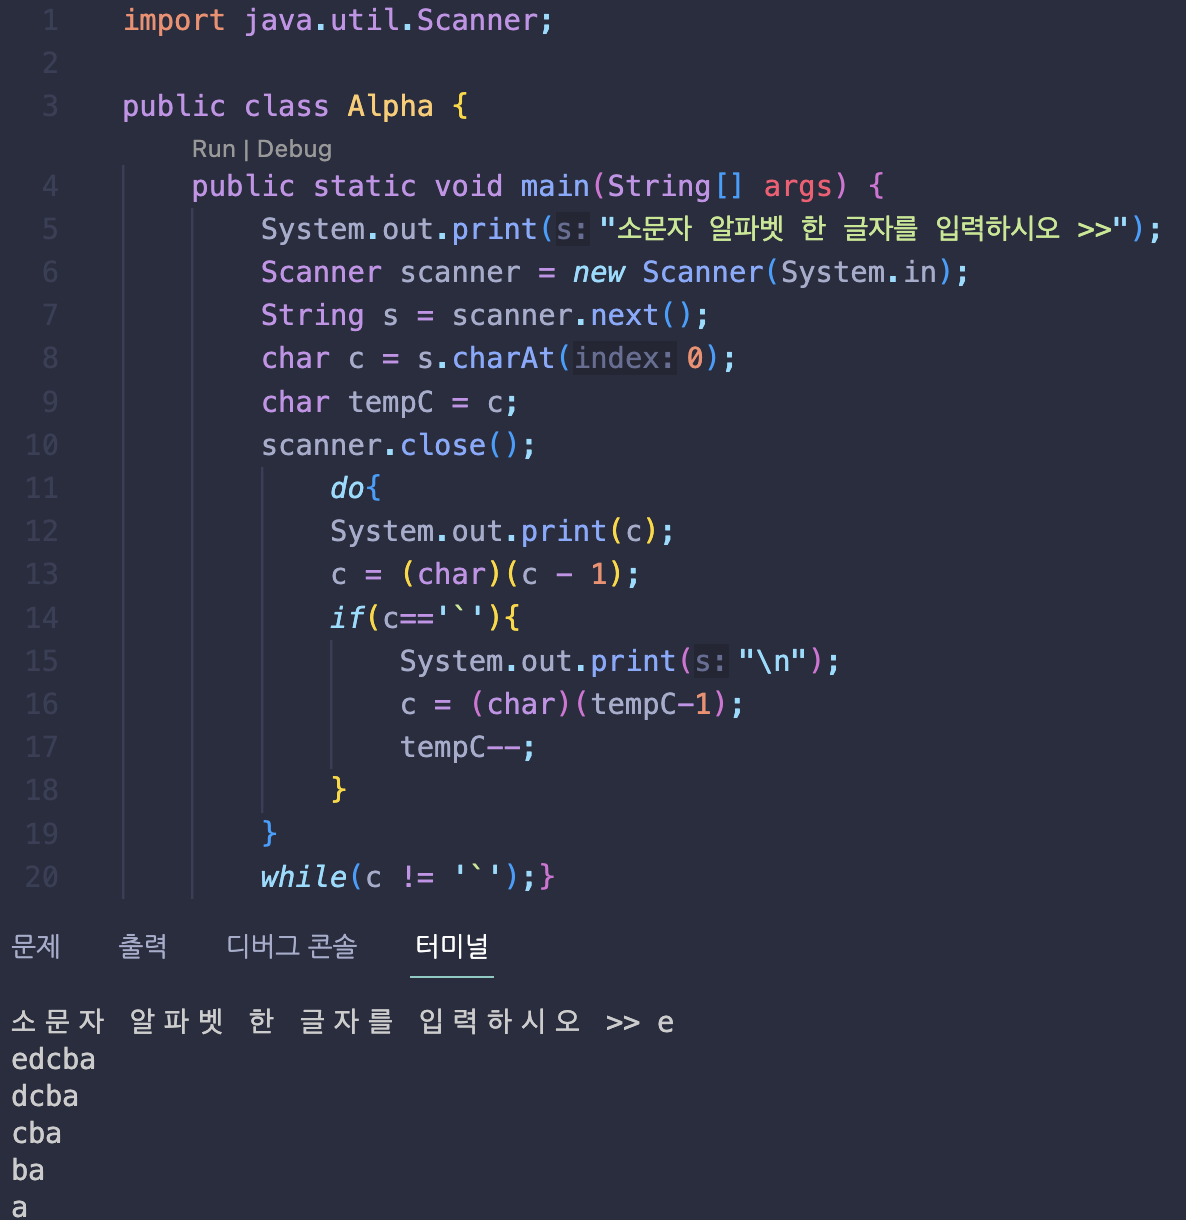 1 import java.util.Scanner;
2
3 public class Alpha {
Run | Debug
4 public static void main(String[] args) {
5 System.out.print(s:"소문자 알파벳 한 글자를 입력하시오 >>");
6 Scanner scanner = new Scanner(System.in);
7 String s = scanner.next();
8 char c = s.charAt(index:0);
9 char tempC = c;
10 scanner.close();
11 do{
12 System.out.print(c);
13 c = (char)(c - 1);
14 if(c=='`'){
15 System.out.print(s:"\n");
16 c = (char)(tempC-1);
17 tempC--;
18 }
19 }
20 while(c != '`');}
문제 출력 디버그 콘솔 터미널
소문자 알파벳 한 글자를 입력하시오 >> e
edcba
dcba
cba
ba
a